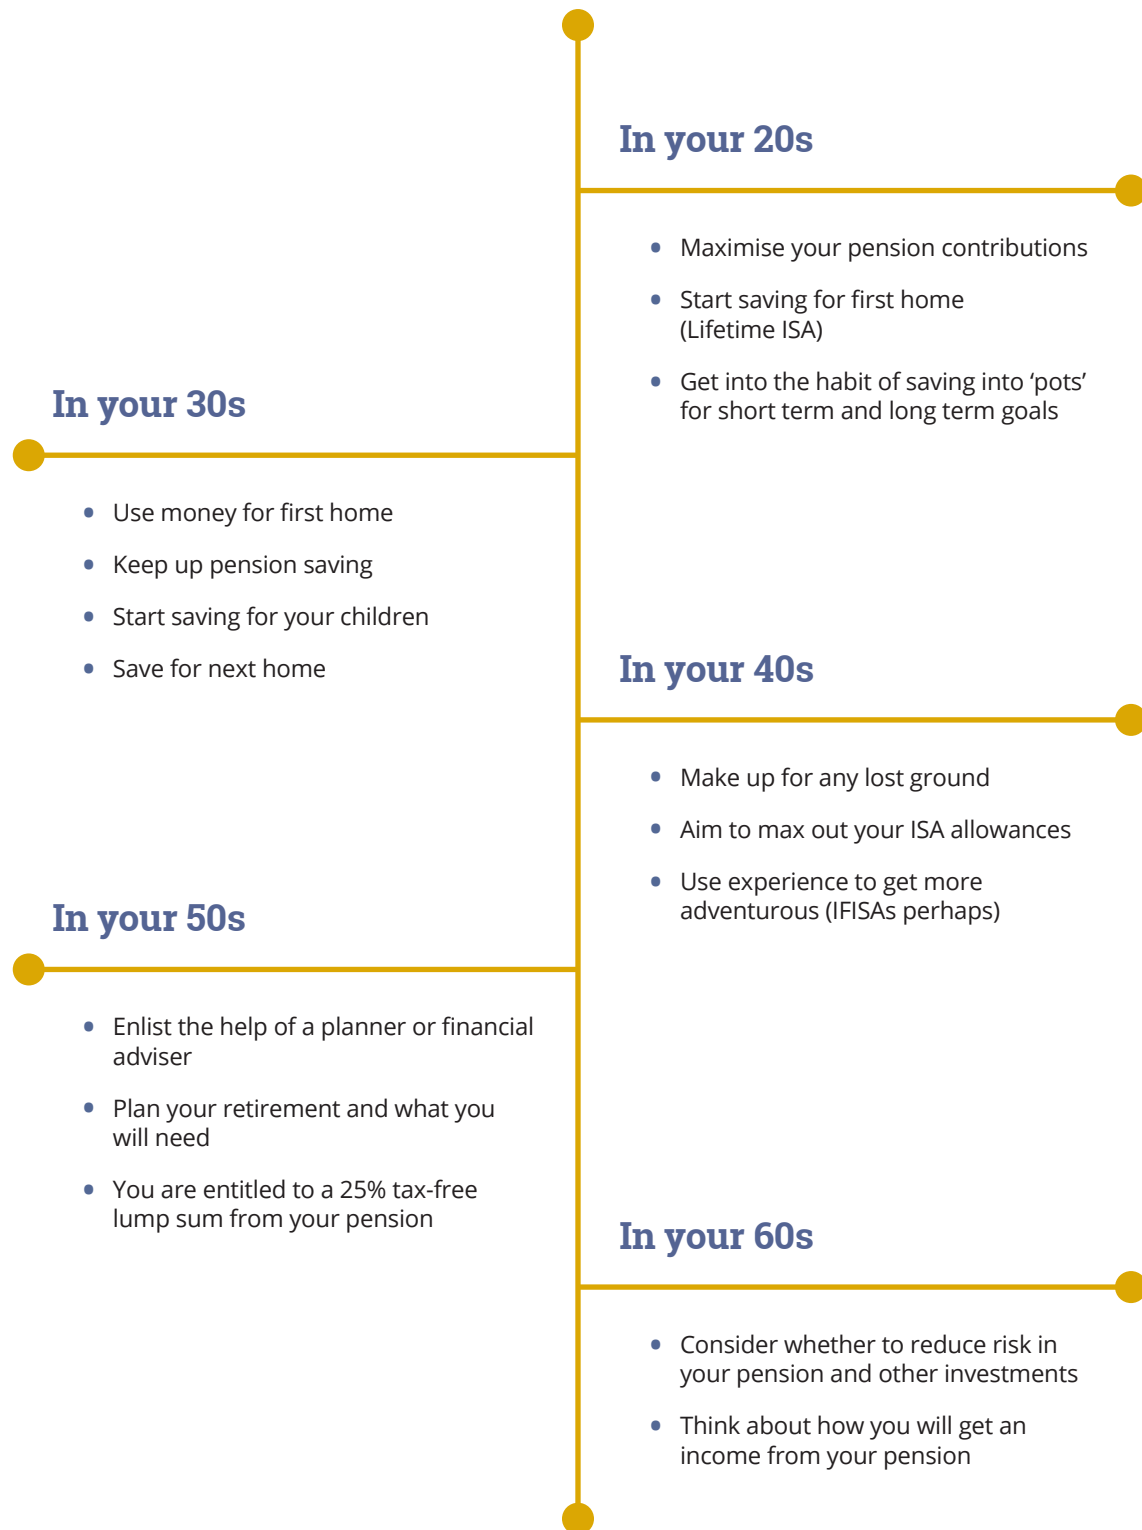 In your 20s
• Maximise your pension contributions
• Start saving for first home
(Lifetime ISA)
• Get into the habit of saving into ‘pots’
for short term and long term goals
In your 30s
• Use money for first home
• Keep up pension saving
• Start saving for your children
• Save for next home
In your 40s
• Make up for any lost ground
• Aim to max out your ISA allowances
• Use experience to get more
adventurous (IFISAs perhaps)
In your 50s
• Enlist the help of a planner or financial
adviser
• Plan your retirement and what you
will need
• You are entitled to a 25% tax-free
lump sum from your pension
In your 60s
• Consider whether to reduce risk in
your pension and other investments
• Think about how you will get an
income from your pension